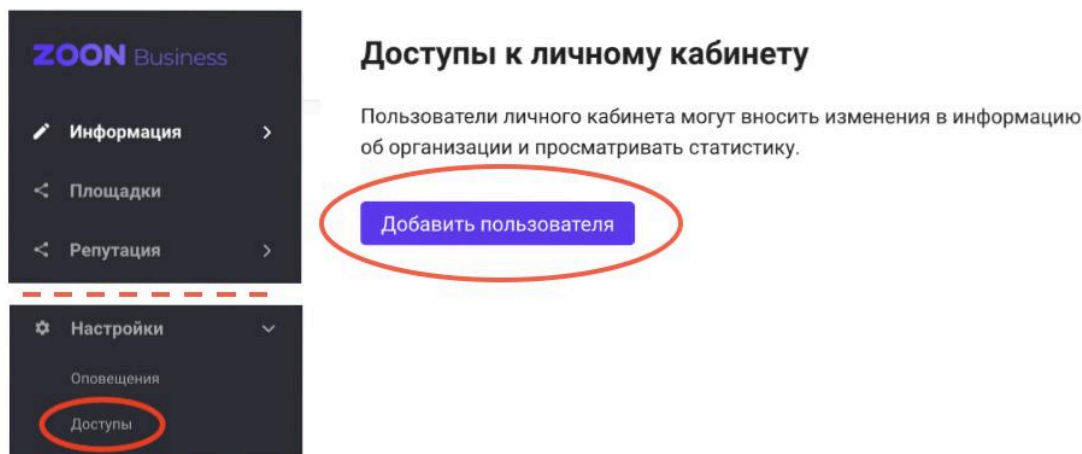 ZOON Business
Информация
Площадки
Репутация
Настройки
Оповещения
Доступы
Доступы к личному кабинету
Пользователи личного кабинета могут вносить изменения в информацию
об организации и просматривать статистику.
Добавить пользователя